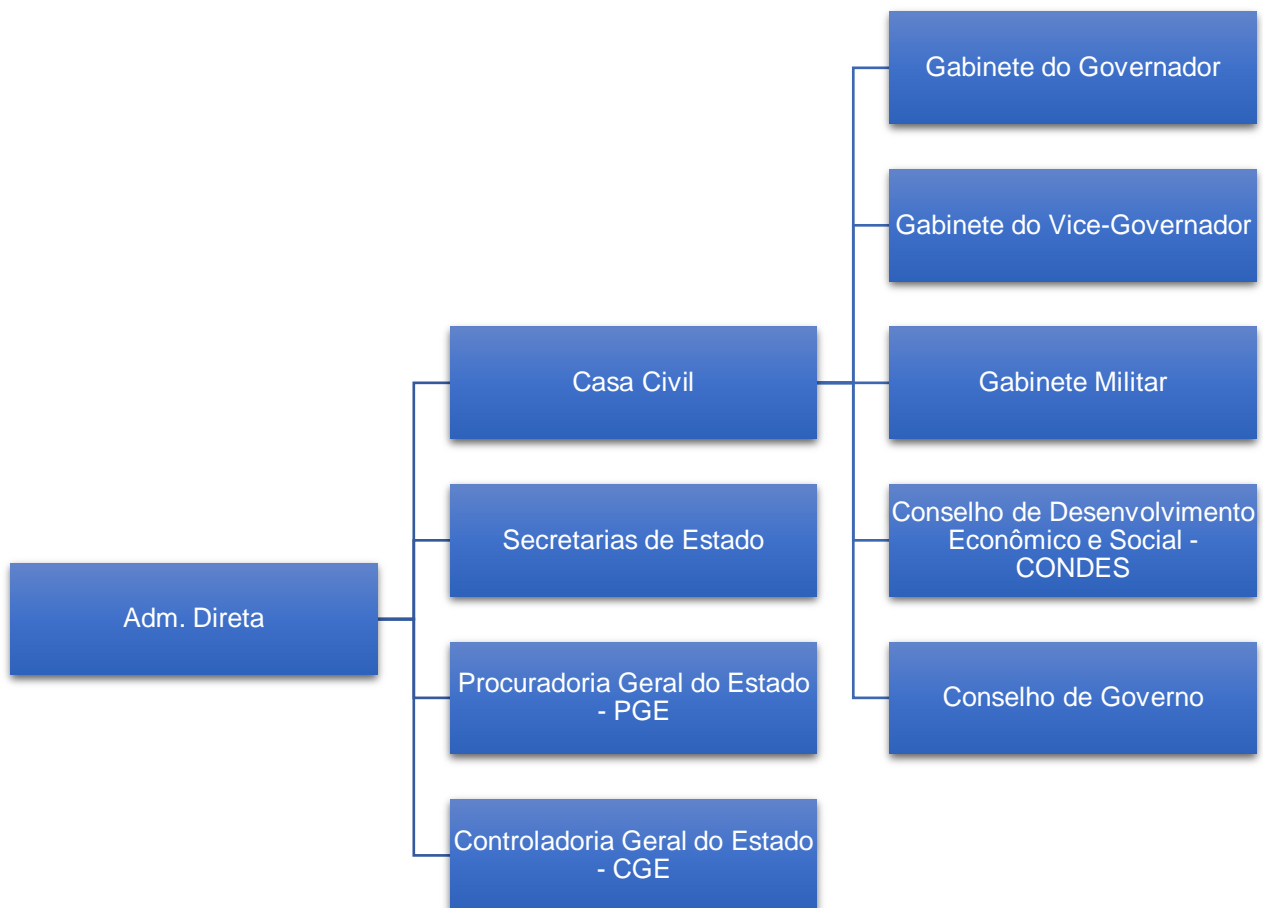 Adm. Direta
Casa Civil
Secretarias de Estado
Procuradoria Geral do Estado
- PGE
Controladoria Geral do Estado
- CGE
Gabinete do Governador
Gabinete do Vice-Governador
Gabinete Militar
Conselho de Desenvolvimento
Econômico e Social -
CONDES
Conselho de Governo